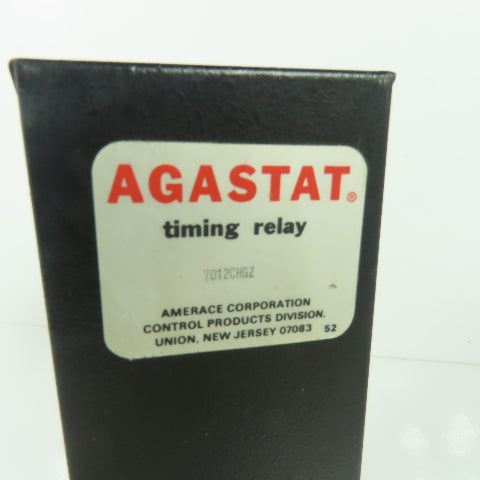 AGASTAT®
timing relay
7012CHGZ
AMERACE CORPORATION
CONTROL PRODUCTS DIVISION,
UNION, NEW JERSEY 07083 52